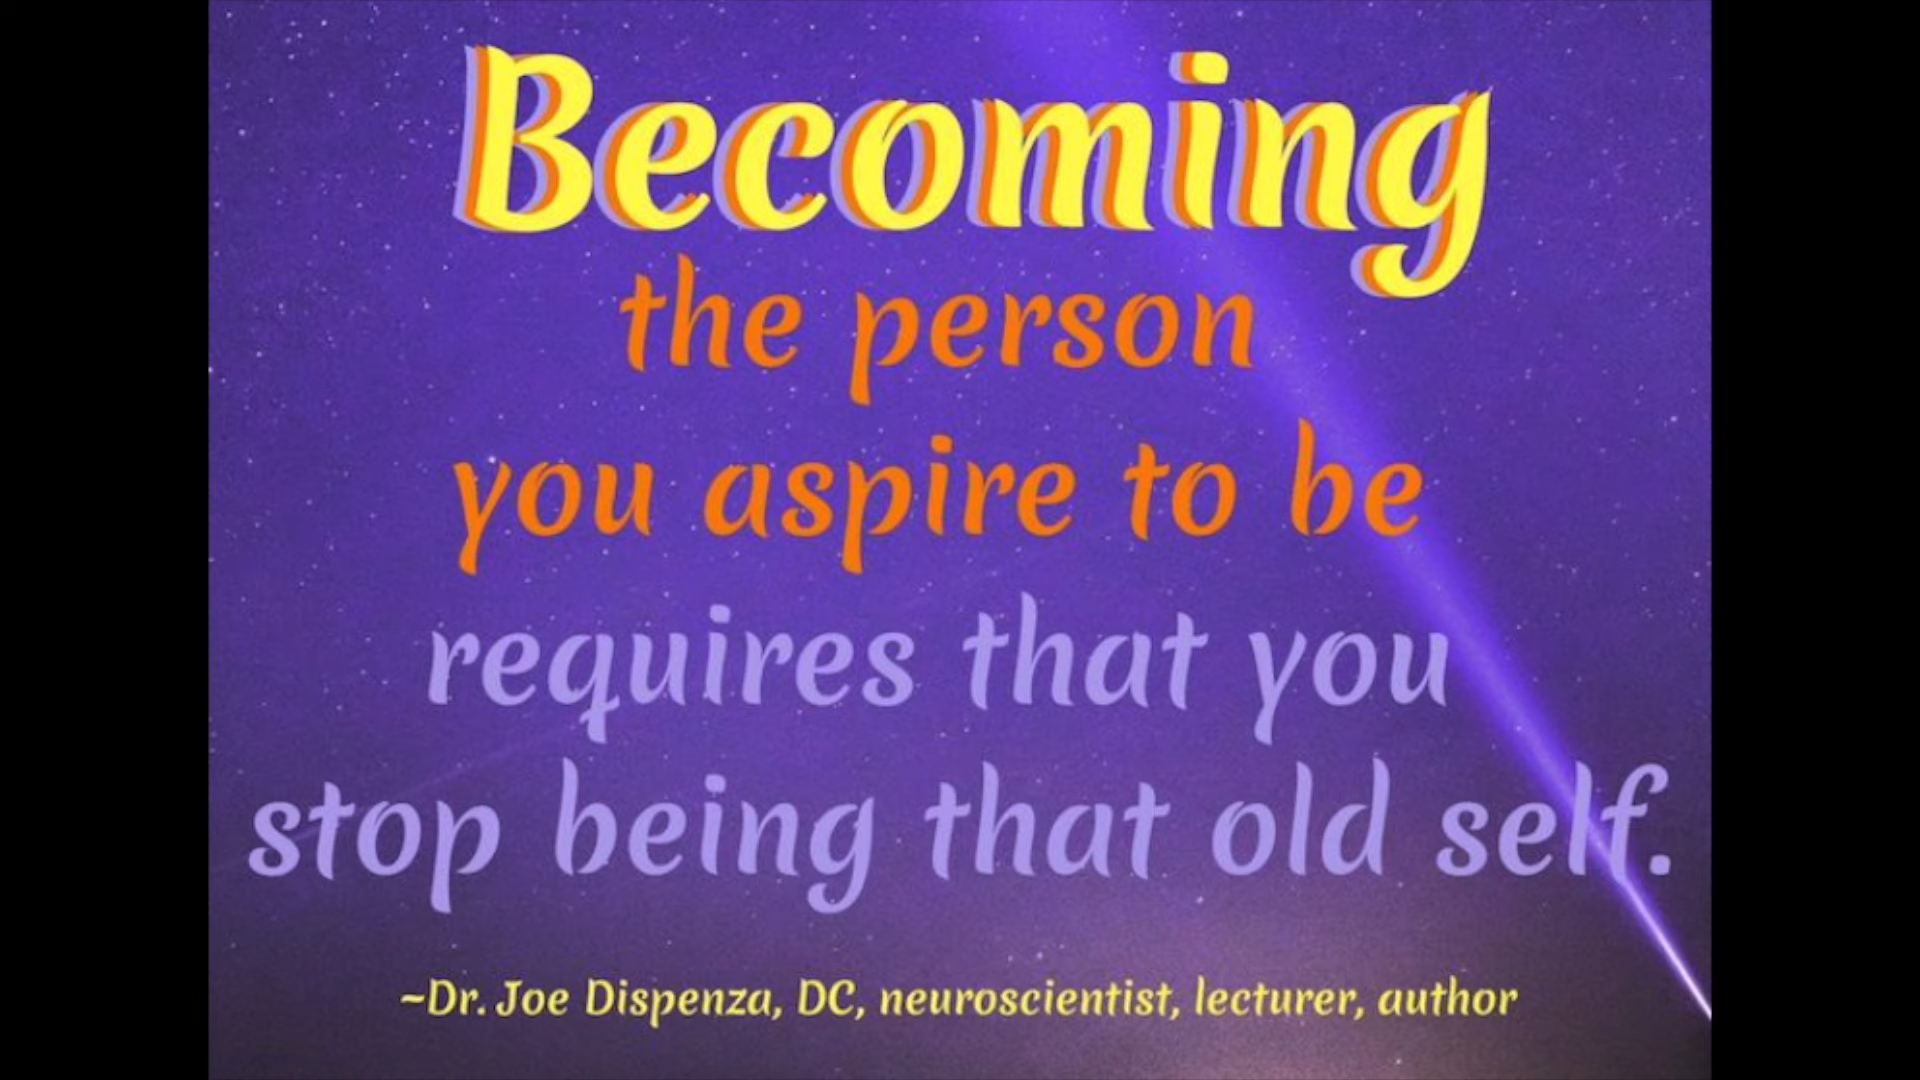 Becoming
the person
you aspire to be
requires that you
stop being that old self.
~Dr. Joe Dispenza, DC, neuroscientist, lecturer, author